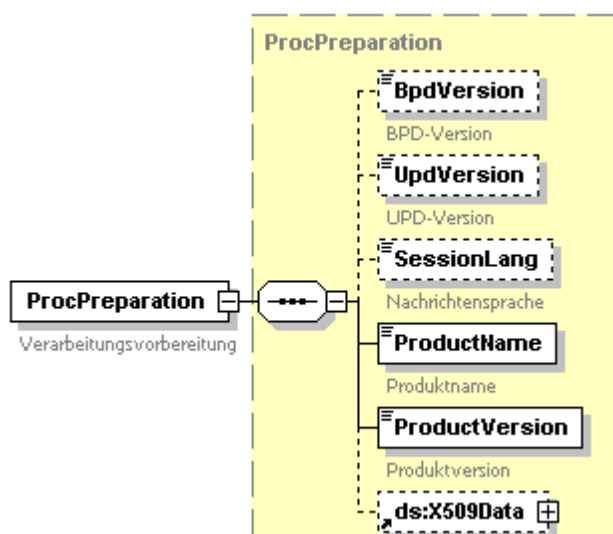 ProcPreparation
BpdVersion
BPD-Version
UpdVersion
UPD-Version
SessionLang
Nachrichtensprache
ProcPreparation
Verarbeitungsvorbereitung
ProductName
Produktname
ProductVersion
Produktversion
ds:X509Data